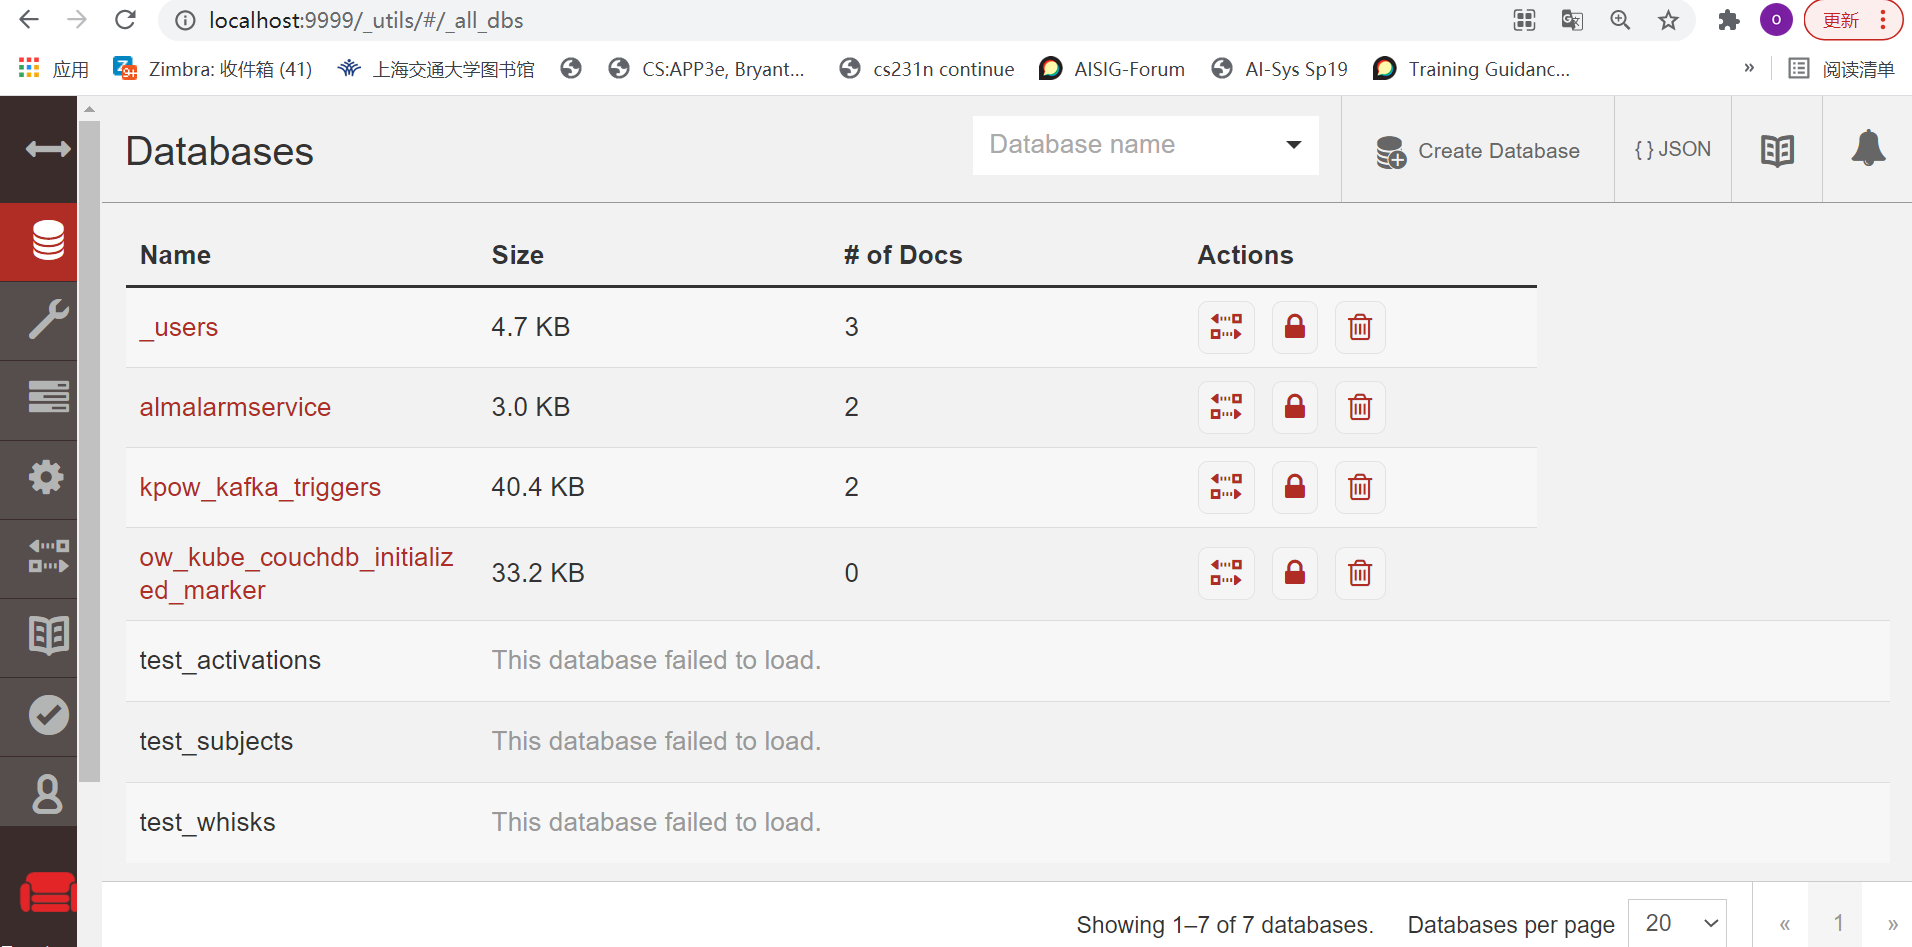 localhost:9999/_utils/#/_all_dbs
O
更新
应用
Zimbra: 收件箱 (41)
上海交通大学图书馆
CS:APP3e, Bryant...
cs231n continue
AISIG-Forum
AI-Sys Sp19
Training Guidanc...
»
阅读清单
Databases
Database name
Create Database
{ } JSON
Name Size # of Docs Actions
_users 4.7 KB 3
almalarmservice 3.0 KB 2
kpow_kafka_triggers 40.4 KB 2
ow_kube_couchdb_initializ
ed_marker 33.2 KB 0
test_activations This database failed to load.
test_subjects This database failed to load.
test_whisks This database failed to load.
Showing 1–7 of 7 databases. Databases per page 20 « 1 »